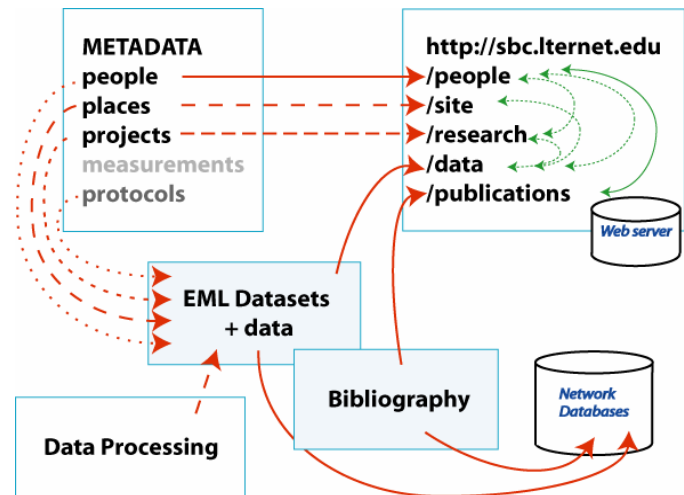 METADATA
people
places
projects
measurements
protocols
http://sbc.lternet.edu
/people
/site
/research
/data
/publications
Web server
EML Datasets
+ data
Bibliography
Network
Databases
Data Processing